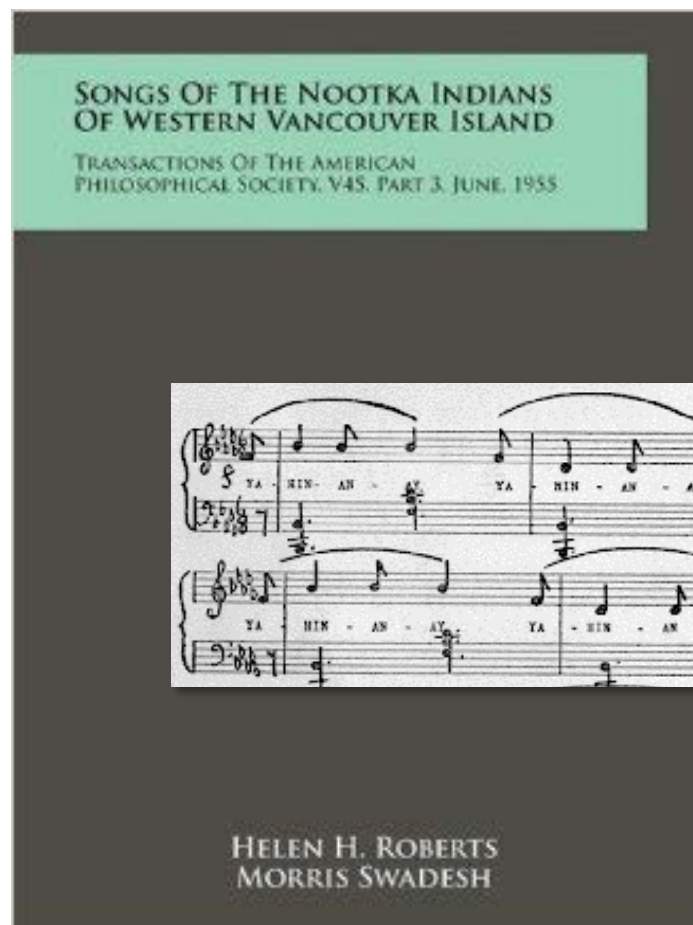 SONGS OF THE NOOTKA INDIANS
OF WESTERN VANCOUVER ISLAND
TRANSACTIONS OF THE AMERICAN
PHILOSOPHICAL SOCIETY, V45, PART 3, JUNE, 1955
YA - HIN - AN - AY YA - HIN - AN -
YA - HIN - AN - AY YA - HIN - AN
HELEN H. ROBERTS
MORRIS SWADESH